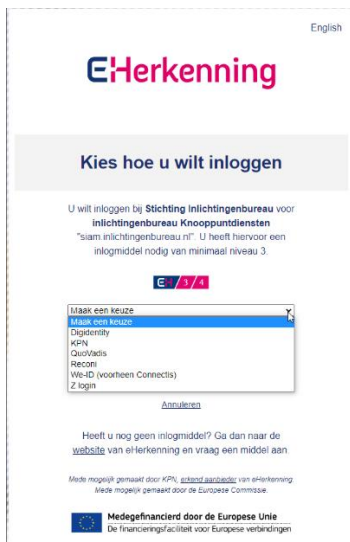 English
EHerkenning
Kies hoe u wilt inloggen
U wilt inloggen bij Stichting Inlichtingenbureau voor
inlichtingenbureau Knooppuntdiensten
"siam.inlichtingenbureau.nl". U heeft hiervoor een
inlogmiddel nodig van minimaal niveau 3.
EH / 3 / 4
Maak een keuze
Maak een keuze
Digidentity
KPN
QuoVadis
Reconi
We-ID (voorheen Connectis)
Z login
Annuleren
Heeft u nog geen inlogmiddel? Ga dan naar de
website van eHerkenning en vraag een middel aan.
Mede mogelijk gemaakt door KPN, erkend aanbieder van eHerkenning.
Mede mogelijk gemaakt door de Europese Commissie.
Medegefinancierd door de Europese Unie
De financieringsfaciliteit voor Europese verbindingen